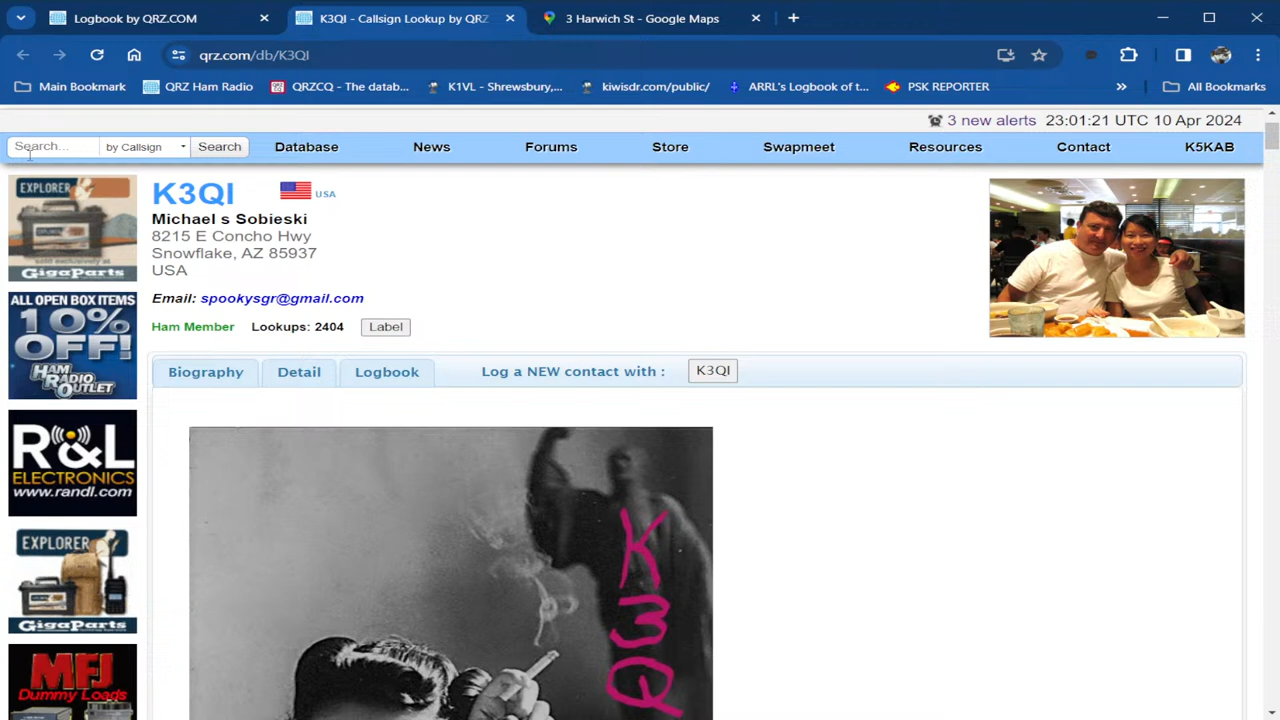 Logbook by QRZ.COM
K3QI - Callsign Lookup by QRZ
3 Harwich St - Google Maps
qrz.com/db/K3QI
Main Bookmark
QRZ Ham Radio
QRZCQ - The datab...
K1VL - Shrewsbury,...
kiwisdr.com/public/
ARRL's Logbook of t...
PSK REPORTER
All Bookmarks
3 new alerts 23:01:21 UTC 10 Apr 2024
Search...
by Callsign
Search
Database
News
Forums
Store
Swapmeet
Resources
Contact
K5KAB
EXPLORER
GigaParts
ALL OPEN BOX ITEMS
10%
OFF!
HAM
RADIO
OUTLET
R&L
ELECTRONICS
www.randl.com
EXPLORER
GigaParts
MFJ
Dummy Loads
K3QI
USA
Michael s Sobieski
8215 E Concho Hwy
Snowflake, AZ 85937
USA
Email: spookysgr@gmail.com
Ham Member Lookups: 2404 Label
Biography
Detail
Logbook
Log a NEW contact with : K3QI
K
3
Q